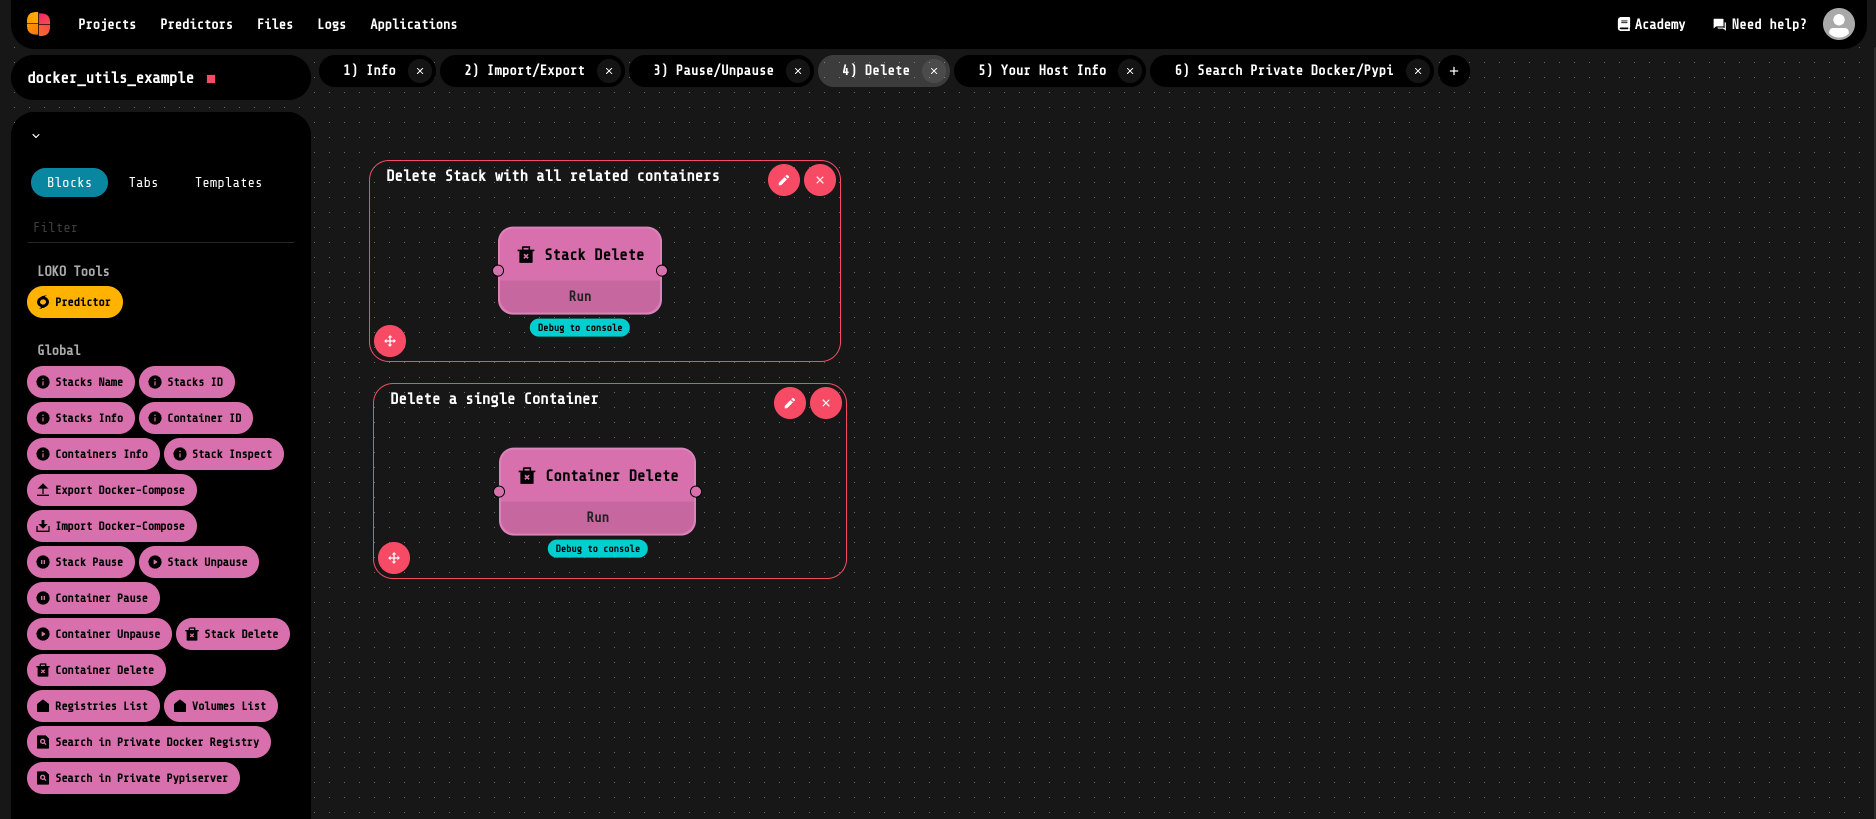 Projects Predictors Files Logs Applications Academy Need help?
docker_utils_example
1) Info 2) Import/Export 3) Pause/Unpause 4) Delete 5) Your Host Info 6) Search Private Docker/Pypi
Blocks Tabs Templates
Filter
LOKO Tools
Predictor
Global
Stacks Name Stacks ID
Stacks Info Container ID
Containers Info Stack Inspect
Export Docker-Compose
Import Docker-Compose
Stack Pause Stack Unpause
Container Pause
Container Unpause Stack Delete
Container Delete
Registries List Volumes List
Search in Private Docker Registry
Search in Private Pypiserver
Delete Stack with all related containers
Stack Delete
Run
Debug to console
Delete a single Container
Container Delete
Run
Debug to console